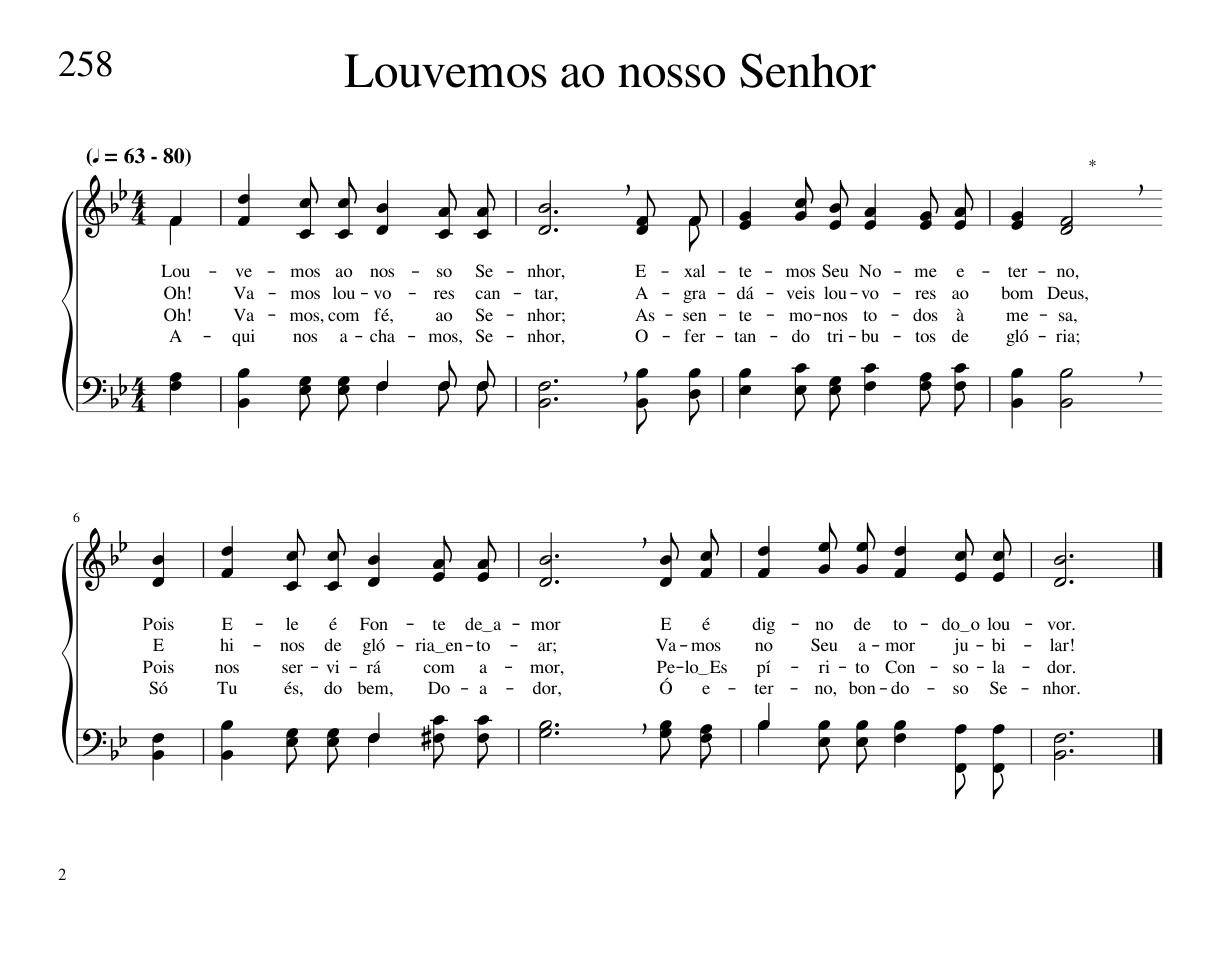 258
Louvemos ao nosso Senhor
(♩ = 63 - 80)
*
Lou - ve - mos ao nos - so Se - nhor, E - xal - te - mos Seu No - me e - ter - no,
Oh! Va - mos lou - vo - res can - tar, A - gra - dá - veis lou - vo - res ao bom Deus,
Oh! Va - mos, com fé, ao Se - nhor; As - sen - te - mo - nos to - dos à me - sa,
A - qui nos a - cha - mos, Se - nhor, O - fer - tan - do tri - bu - tos de gló - ria;
6
Pois E - le é Fon - te de_a - mor E é dig - no de to - do_o lou - vor.
E hi - nos de gló - ria_en - to - ar; Va - mos no Seu a - mor ju - bi - lar!
Pois nos ser - vi - rá com a - mor, Pe - lo_Es pí - ri - to Con - so - la - dor.
Só Tu és, do bem, Do - a - dor, Ó e - ter - no, bon - do - so Se - nhor.
2